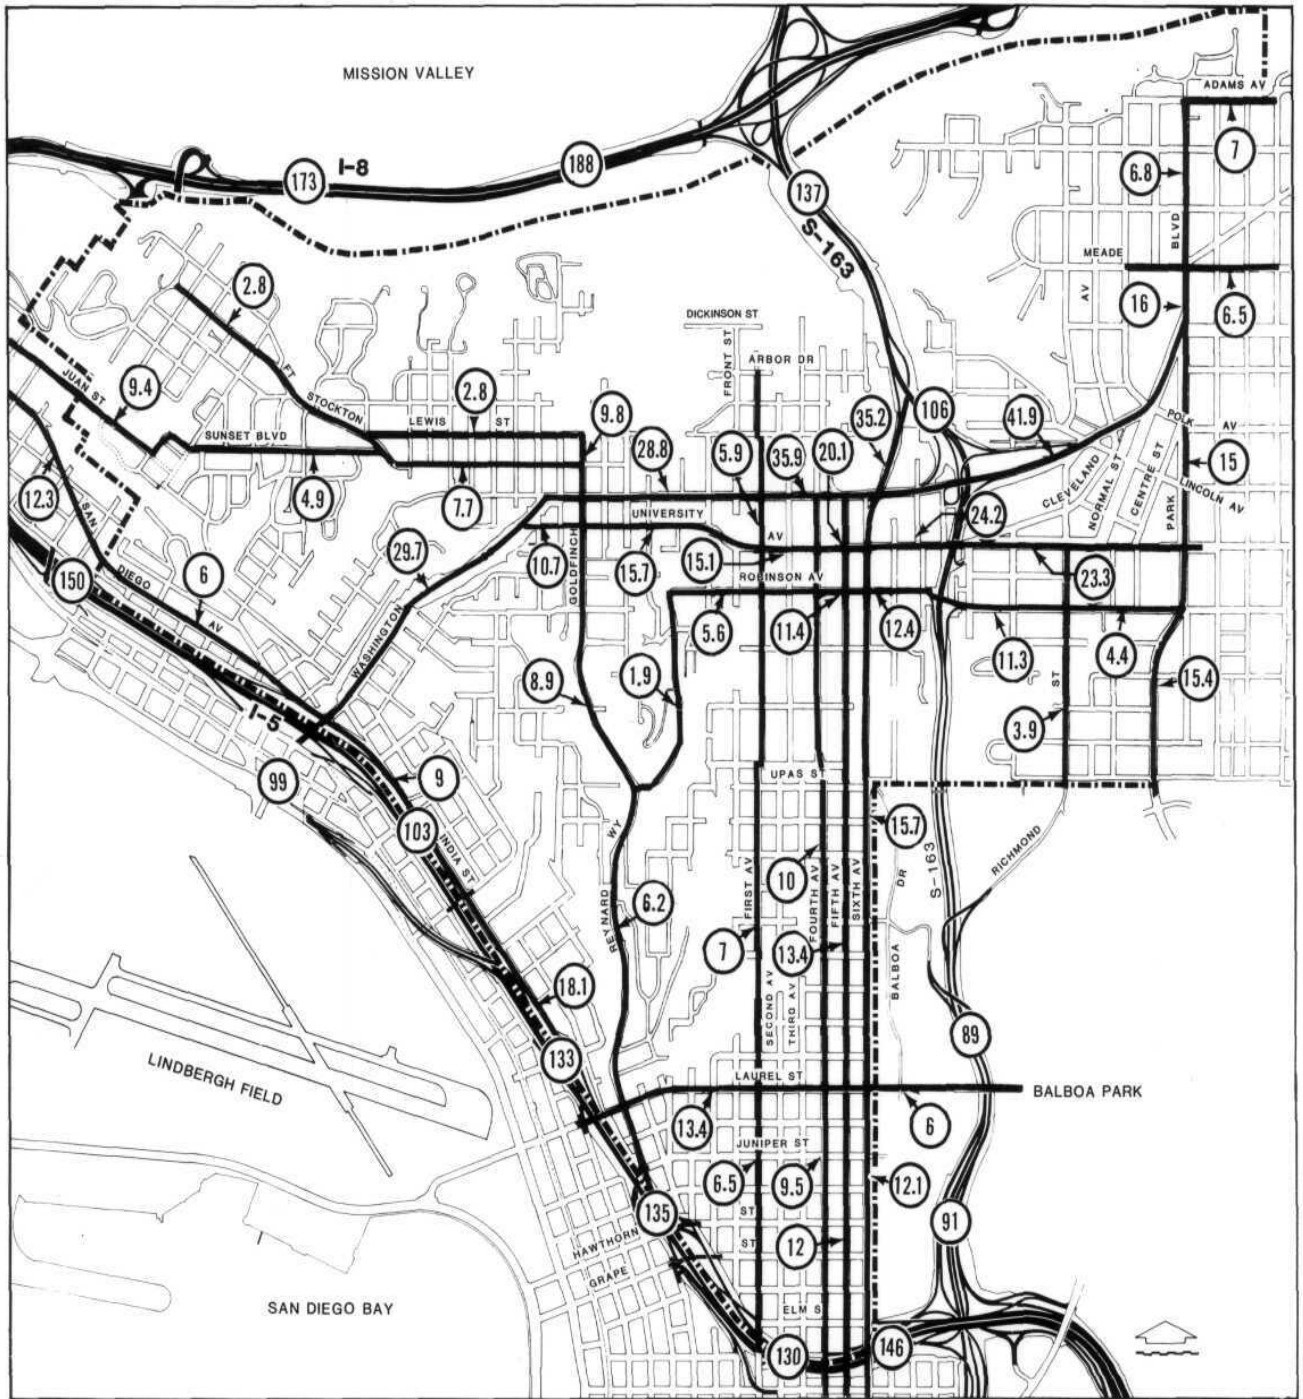 MISSION VALLEY
ADAMS AV
7
188
I-8
173
6.8
137
S-163
BLVD
MEADE
AV
2.8
16
6.5
DICKINSON ST
FRONT ST
ARBOR DR
JUAN ST
9.4
FT
STOCKTON
2.8
9.8
35.2
106
41.9
LEWIS ST
POLK AV
SUNSET BLVD
28.8
5.9
35.9
20.1
15
12.3
4.9
7.7
CLEVELAND
NORMAL ST
CENTRE ST
PARK
LINCOLN AV
SAN
DIEGO
AV
UNIVERSITY
AV
24.2
29.7
GOLDFINCH
10.7
15.7
15.1
23.3
150
6
ROBINSON AV
WASHINGTON
5.6
11.4
12.4
11.3
4.4
8.9
1.9
ST
15.4
I-5
3.9
99
9
UPAS ST
103
15.7
INDIA ST
WY
REYNARD
S-163
RICHMOND
10
DR
BALBOA
FIRST AV
FOURTH AV
FIFTH AV
SIXTH AV
6.2
7
13.4
SECOND AV
THIRD AV
18.1
133
89
LINDBERGH FIELD
LAUREL ST
BALBOA PARK
13.4
6
JUNIPER ST
6.5
9.5
12.1
135
ST
91
HAWTHORN
ST
12
GRAPE
SAN DIEGO BAY
ELM S
130
146